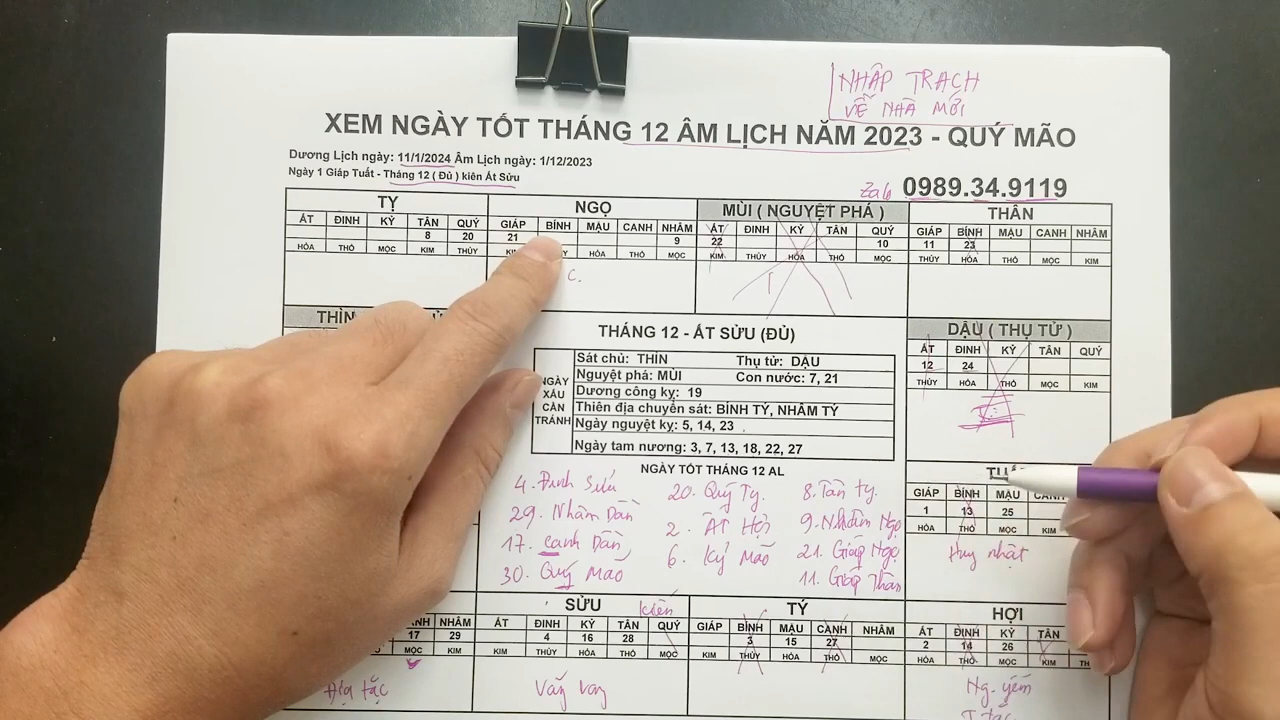 NHẬP TRẠCH
VỀ NHÀ MỚI
XEM NGÀY TỐT THÁNG 12 ÂM LỊCH NĂM 2023 - QUÝ MÃO
Dương Lịch ngày: 11/1/2024 Âm Lịch ngày: 1/12/2023
Ngày 1 Giáp Tuất - Tháng 12 ( Đủ ) kiên Ất Sửu
Zalo 0989.34.9119
TỴ NGỌ MÙI ( NGUYỆT PHÁ ) THÂN
ẤT ĐINH KỶ TÂN QUÝ GIÁP BÍNH MẬU CANH NHÂM ẤT ĐINH KỶ TÂN QUÝ GIÁP BÍNH MẬU CANH NHÂM
8 20 21 9 22 10 11 23
HỎA THỔ MỘC KIM THỦY HỎA THỔ MỘC KIM THỦY HỎA THỔ MỘC THỦY HỎA THỔ MỘC KIM
C.
THÌN
THÁNG 12 - ẤT SỬU (ĐỦ)
DẬU ( THỤ TỬ )
ẤT ĐINH KỶ TÂN QUÝ
12 24
THỦY HỎA THỔ MỘC KIM
NGÀY XẤU CẦN TRÁNH
Sát chủ: THÌN Thụ tử: DẬU
Nguyệt phá: MÙI Con nước: 7, 21
Dương công kỵ: 19
Thiên địa chuyển sát: BÍNH TÝ, NHÂM TÝ
Ngày nguyệt kỵ: 5, 14, 23
Ngày tam nương: 3, 7, 13, 18, 22, 27
NGÀY TỐT THÁNG 12 AL
4. Đinh Sửu 20. Quý Tỵ. 8. Tân Tỵ.
29. Nhâm Dần 2. Ất Hợi 9. Nhâm Ngọ
17. Canh Dần 6. Kỷ Mão 21. Giáp Ngọ
30. Quý Mão 11. Giáp Thân
GIÁP BÍNH MẬU CANH
1 13 25
HỎA THỔ MỘC KIM
Huy nhật
SỬU kiến TÝ HỢI
NHÂM ẤT ĐINH KỶ TÂN QUÝ GIÁP BÍNH MẬU CANH NHÂM ẤT ĐINH KỶ TÂN
17 29 4 16 28 3 15 27 2 14 26
MỘC KIM KIM THỦY HỎA THỔ MỘC KIM THỦY HỎA THỔ MỘC HỎA THỔ MỘC KIM TH
Địa tặc Vãng vong Ng. yếm